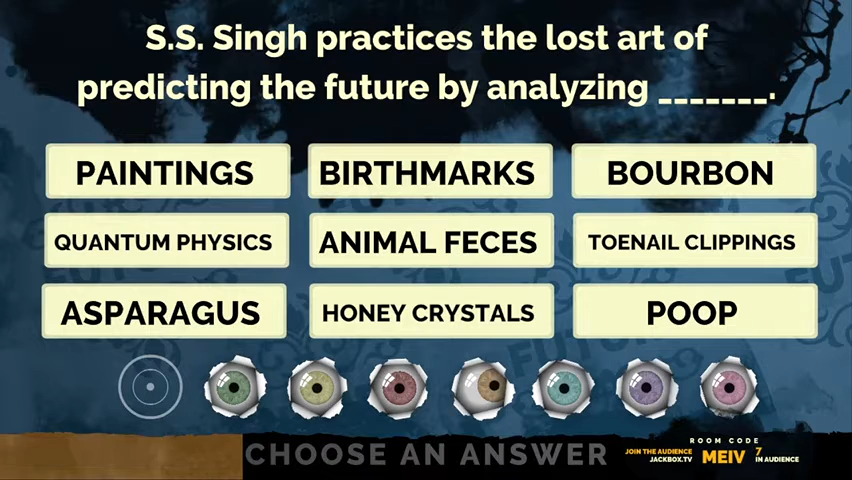 S.S. Singh practices the lost art of
predicting the future by analyzing _______.
PAINTINGS
BIRTHMARKS
BOURBON
QUANTUM PHYSICS
ANIMAL FECES
TOENAIL CLIPPINGS
ASPARAGUS
HONEY CRYSTALS
POOP
CHOOSE AN ANSWER
ROOM CODE
JOIN THE AUDIENCE
JACKBOX.TV
MEIV
7
IN AUDIENCE